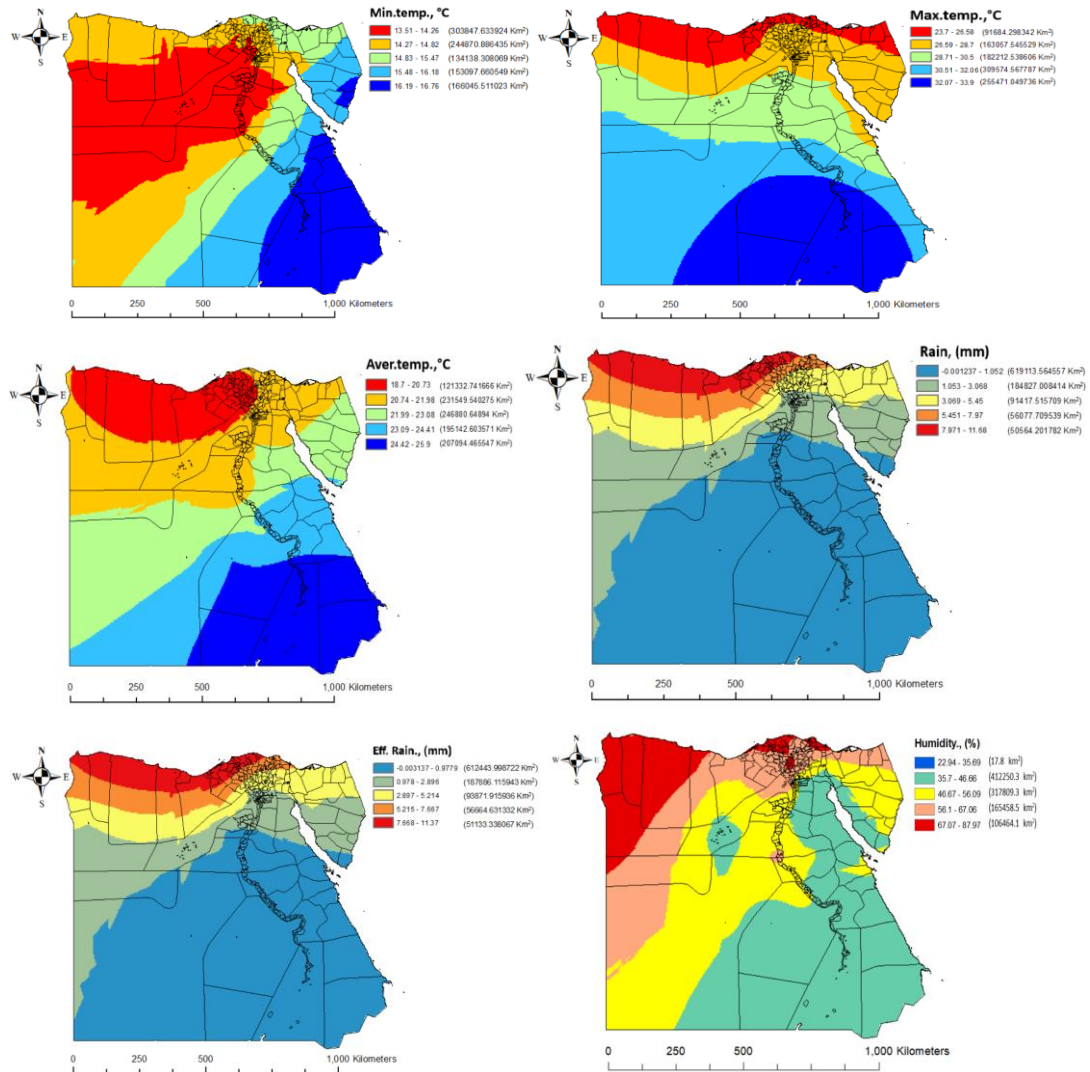 N
W E
S
Min.temp., °C
13.51 - 14.26 (303847.633924 Km²)
14.27 - 14.82 (244870.886435 Km²)
14.83 - 15.47 (134138.308069 Km²)
15.48 - 16.18 (153097.660549 Km²)
16.19 - 16.76 (166045.511023 Km²)
0 250 500 1,000 Kilometers
N
W E
S
Max.temp.,°C
23.7 - 26.58 (91684.298342 Km²)
26.59 - 28.7 (163057.545529 Km²)
28.71 - 30.5 (182212.538606 Km²)
30.51 - 32.06 (309574.567787 Km²)
32.07 - 33.9 (255471.049736 Km²)
0 250 500 1,000 Kilometers
N
W E
S
Aver.temp.,°C
18.7 - 20.73 (121332.741666 Km²)
20.74 - 21.98 (231549.540275 Km²)
21.99 - 23.08 (246880.64894 Km²)
23.09 - 24.41 (195142.603571 Km²)
24.42 - 25.9 (207094.465547 Km²)
0 250 500 1,000 Kilometers
N
W E
S
Rain, (mm)
-0.001237 - 1.052 (619113.564557 Km²)
1.053 - 3.068 (184827.008414 Km²)
3.069 - 5.45 (91417.515709 Km²)
5.451 - 7.97 (56077.709539 Km²)
7.971 - 11.68 (50564.201782 Km²)
0 250 500 1,000 Kilometers
N
W E
S
Eff. Rain., (mm)
-0.003137 - 0.9779 (612443.998722 Km²)
0.978 - 2.896 (187886.115943 Km²)
2.897 - 5.214 (93871.915936 Km²)
5.215 - 7.667 (56664.631332 Km²)
7.668 - 11.37 (51133.338067 Km²)
0 250 500 1,000 Kilometers
N
W
S
Humidity., (%)
22.94 - 35.69 (17.8 km²)
35.7 - 46.66 (412250.3 km²)
46.67 - 56.09 (317809.3 km²)
56.1 - 67.06 (165458.5 km²)
67.07 - 87.97 (106464.1 km²)
0 250 500 1,000 Kilometers